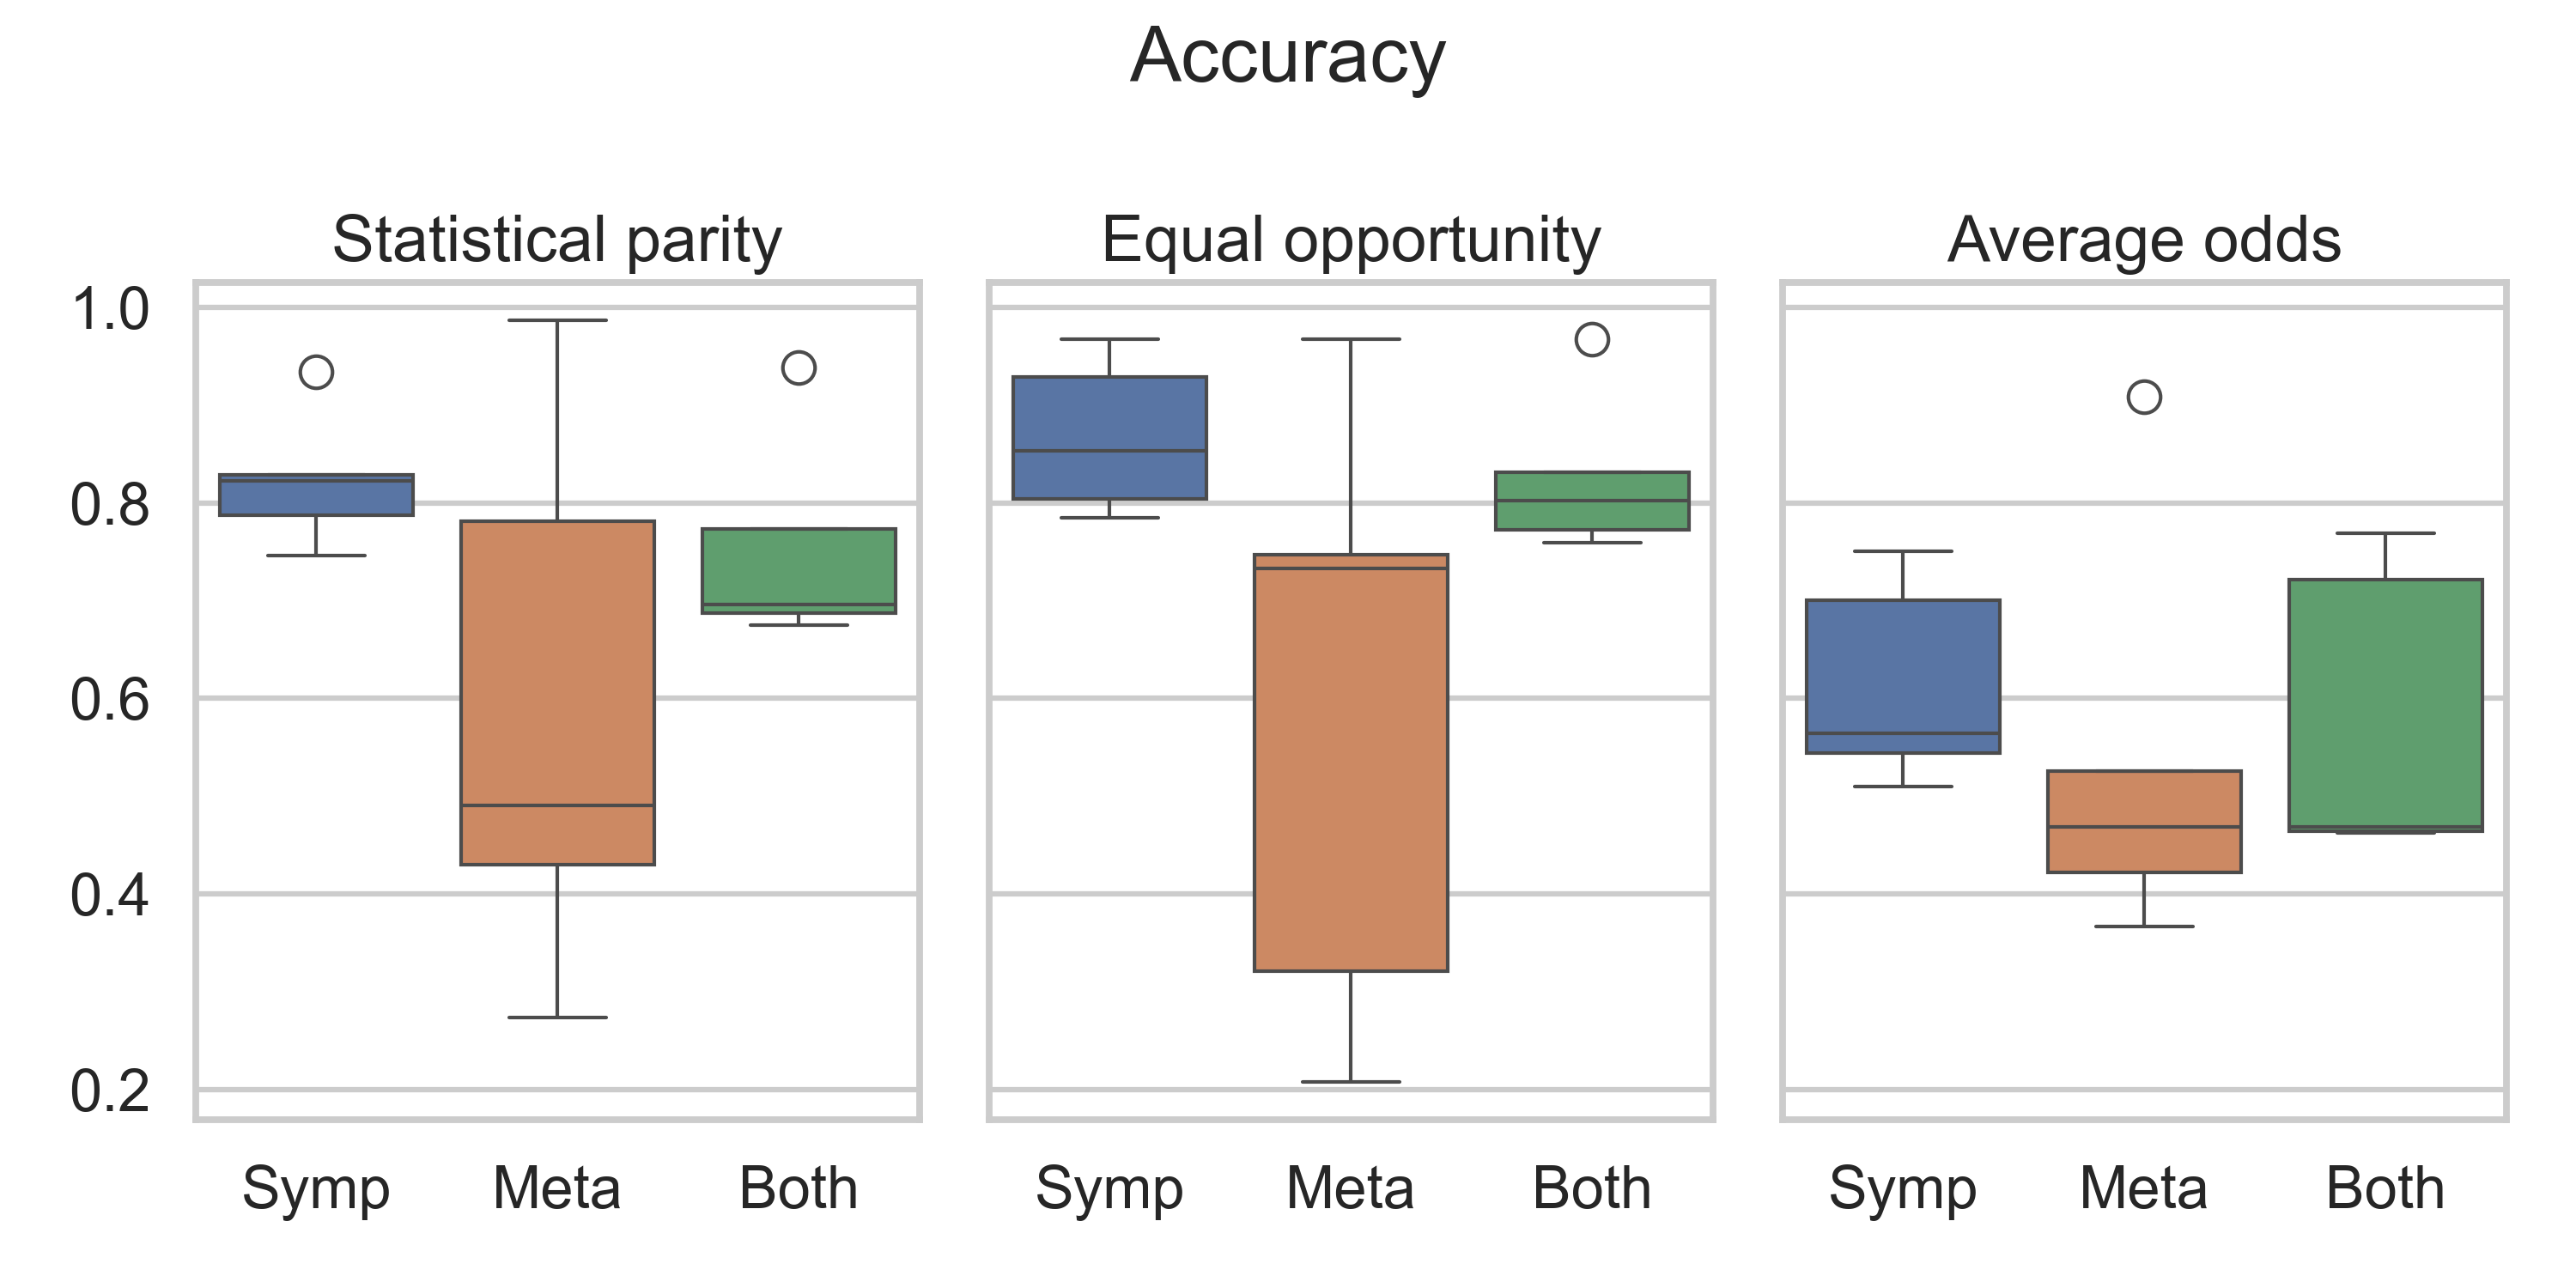 Accuracy
Statistical parity
Equal opportunity
Average odds
1.0
0.8
0.6
0.4
0.2
Symp Meta Both
Symp Meta Both
Symp Meta Both